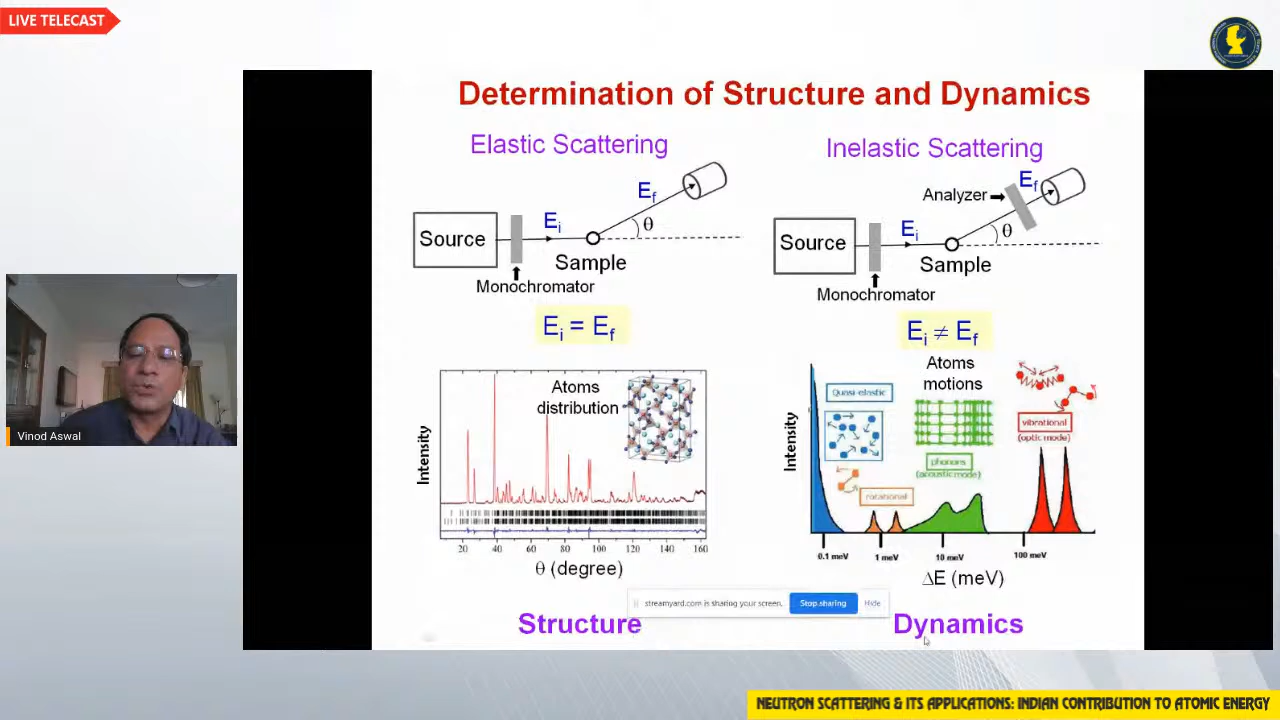 LIVE TELECAST
Determination of Structure and Dynamics
Elastic Scattering
Inelastic Scattering
Ef
Ei
θ
Source
Sample
Monochromator
Ei = Ef
Analyzer
Ef
Ei
θ
Source
Sample
Monochromator
Ei ≠ Ef
Vinod Aswal
Atoms
distribution
Intensity
20 40 60 80 100 120 140 160
θ (degree)
Atoms
motions
Quasi-elastic
vibrational
(optic mode)
phonons
(acoustic mode)
rotational
Intensity
0.1 meV 1 meV 10 meV 100 meV
ΔE (meV)
streamyard.com is sharing your screen. Stop sharing Hide
Structure
Dynamics
NEUTRON SCATTERING & ITS APPLICATIONS: INDIAN CONTRIBUTION TO ATOMIC ENERGY